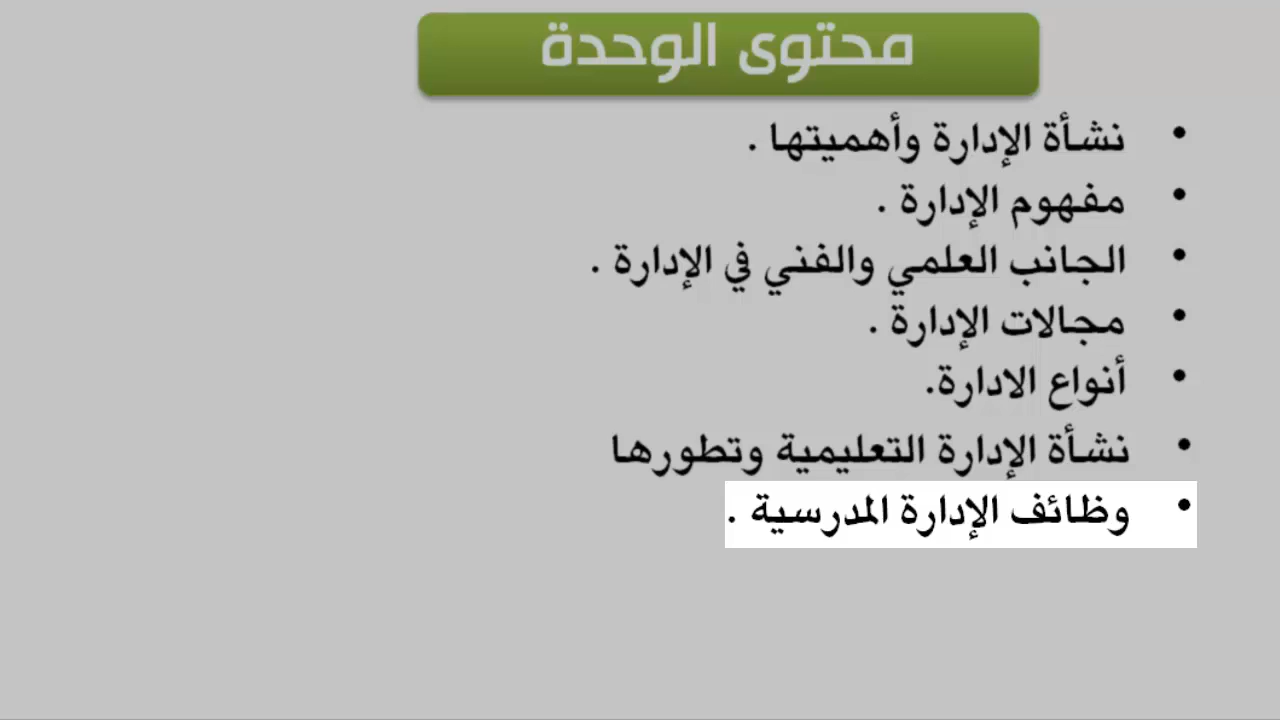 محتوى الوحدة
• نشأة الإدارة وأهميتها .
• مفهوم الإدارة .
• الجانب العلمي والفني في الإدارة .
• مجالات الإدارة .
• أنواع الادارة.
• نشأة الإدارة التعليمية وتطورها
• وظائف الإدارة المدرسية .